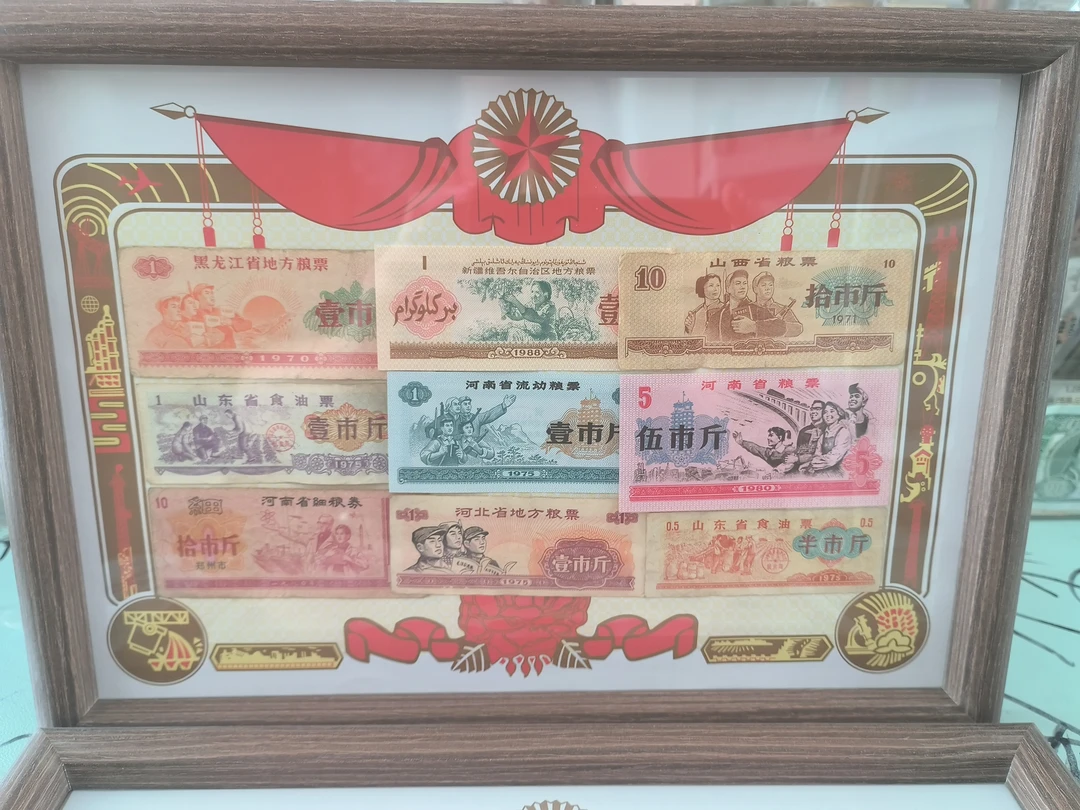 1
黑龙江省地方粮票
壹市
1970
1
新疆维吾尔自治区地方粮票
بىر كىلوگرام
壹
1988
10
山西省粮票
10
拾市斤
1971
1
山东省食油票
壹市斤
1975
1
河南省流动粮票
壹市斤
1975
5
河南省粮票
伍市斤
5
1980
10
河南省细粮券
拾市斤
郑州市
1
河北省地方粮票
1
壹市斤
1975
0.5
山东省食油票
0.5
半市斤